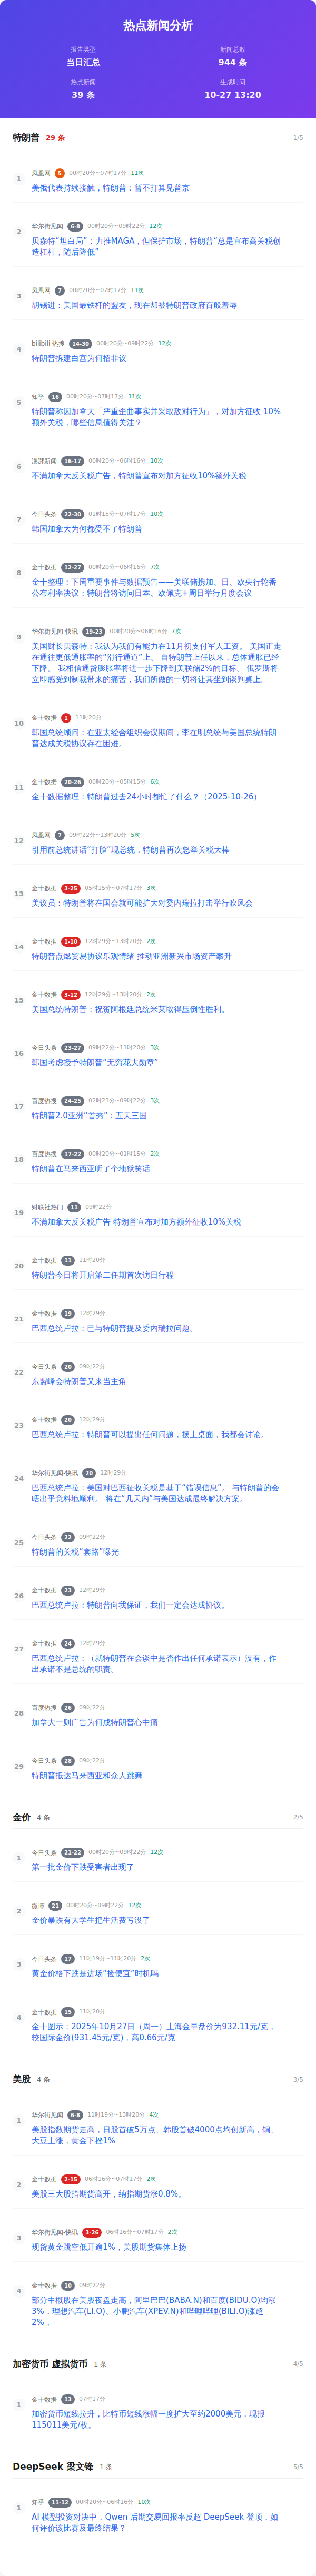 热点新闻分析
报告类型
当日汇总
新闻总数
944 条
热点新闻
39 条
生成时间
10-27 13:20
特朗普 29 条 1/5
1
凤凰网 5 00时20分~07时17分 11次
美俄代表持续接触，特朗普：暂不打算见普京
2
华尔街见闻 6-8 00时20分~09时22分 12次
贝森特“坦白局”：力推MAGA，但保护市场，特朗普“总是宣布高关税创
造杠杆，随后降低”
3
凤凰网 7 00时20分~07时17分 11次
胡锡进：美国最铁杆的盟友，现在却被特朗普政府百般羞辱
4
bilibili 热搜 14-30 00时20分~09时22分 12次
特朗普拆建白宫为何招非议
5
知乎 16 00时20分~07时17分 11次
特朗普称因加拿大「严重歪曲事实并采取敌对行为」，对加方征收 10%
额外关税，哪些信息值得关注？
6
澎湃新闻 16-17 00时20分~06时16分 10次
不满加拿大反关税广告，特朗普宣布对加方征收10%额外关税
7
今日头条 22-30 01时15分~07时17分 10次
韩国加拿大为何都受不了特朗普
8
金十数据 12-27 00时20分~06时16分 7次
金十整理：下周重要事件与数据预告——美联储携加、日、欧央行轮番
公布利率决议；特朗普将访问日本、欧佩克+周日举行月度会议
9
华尔街见闻-快讯 19-23 00时20分~06时16分 7次
美国财长贝森特：我认为我们有能力在11月初支付军人工资。 美国正走
在通往更低通胀率的“滑行通道”上。 自特朗普上任以来，总体通胀已经
下降。 我相信通货膨胀率将进一步下降到美联储2%的目标。 俄罗斯将
立即感受到制裁带来的痛苦，我们所做的一切将让其坐到谈判桌上。
10
金十数据 1 11时20分
韩国总统顾问：在亚太经合组织会议期间，李在明总统与美国总统特朗
普达成关税协议存在困难。
11
金十数据 20-26 00时20分~05时15分 6次
金十数据整理：特朗普过去24小时都忙了什么？（2025-10-26）
12
凤凰网 7 09时22分~13时20分 5次
引用前总统讲话“打脸”现总统，特朗普再次怒举关税大棒
13
金十数据 3-25 05时15分~07时17分 3次
美议员：特朗普将在国会就可能扩大对委内瑞拉打击举行吹风会
14
金十数据 1-10 12时29分~13时20分 2次
特朗普点燃贸易协议乐观情绪 推动亚洲新兴市场资产攀升
15
金十数据 3-12 12时29分~13时20分 2次
美国总统特朗普：祝贺阿根廷总统米莱取得压倒性胜利。
16
今日头条 23-27 09时22分~11时20分 3次
韩国考虑授予特朗普“无穷花大勋章”
17
百度热搜 24-25 02时23分~09时22分 3次
特朗普2.0亚洲“首秀”：五天三国
18
百度热搜 17-22 00时20分~01时15分 2次
特朗普在马来西亚听了个地狱笑话
19
财联社热门 11 09时22分
不满加拿大反关税广告 特朗普宣布对加方额外征收10%关税
20
金十数据 11 11时20分
特朗普今日将开启第二任期首次访日行程
21
金十数据 19 12时29分
巴西总统卢拉：已与特朗普提及委内瑞拉问题。
22
今日头条 20 09时22分
东盟峰会特朗普又来当主角
23
金十数据 20 12时29分
巴西总统卢拉：特朗普可以提出任何问题，摆上桌面，我都会讨论。
24
华尔街见闻-快讯 20 12时29分
巴西总统卢拉：美国对巴西征收关税是基于“错误信息”。 与特朗普的会
晤出乎意料地顺利。 将在“几天内”与美国达成最终解决方案。
25
今日头条 22 09时22分
特朗普的关税“套路”曝光
26
金十数据 23 12时29分
巴西总统卢拉：特朗普向我保证，我们一定会达成协议。
27
金十数据 24 12时29分
巴西总统卢拉：（就特朗普在会谈中是否作出任何承诺表示）没有，作
出承诺不是总统的职责。
28
百度热搜 26 09时22分
加拿大一则广告为何成特朗普心中痛
29
今日头条 28 09时22分
特朗普抵达马来西亚和众人跳舞
金价 4 条 2/5
1
今日头条 21-22 00时20分~09时22分 12次
第一批金价下跌受害者出现了
2
微博 21 00时20分~09时22分 12次
金价暴跌有大学生把生活费亏没了
3
今日头条 17 11时19分~11时20分 2次
黄金价格下跌是进场“捡便宜”时机吗
4
金十数据 15 11时20分
金十图示：2025年10月27日（周一）上海金早盘价为932.11元/克，
较国际金价(931.45元/克)，高0.66元/克
美股 4 条 3/5
1
华尔街见闻 6-8 11时19分~13时20分 4次
美股指数期货走高，日股首破5万点、韩股首破4000点均创新高，铜、
大豆上涨，黄金下挫1%
2
金十数据 2-15 06时16分~07时17分 2次
美股三大股指期货高开，纳指期货涨0.8%。
3
华尔街见闻-快讯 3-26 06时16分~07时17分 2次
现货黄金跳空低开逾1%，美股期货集体上扬
4
金十数据 10 09时22分
部分中概股在美股夜盘走高，阿里巴巴(BABA.N)和百度(BIDU.O)均涨
3%，理想汽车(LI.O)、小鹏汽车(XPEV.N)和哔哩哔哩(BILI.O)涨超
2%，
加密货币 虚拟货币 1 条 4/5
1
金十数据 13 07时17分
加密货币短线拉升，比特币短线涨幅一度扩大至约2000美元，现报
115011美元/枚。
DeepSeek 梁文锋 1 条 5/5
1
知乎 11-12 00时20分~06时16分 10次
AI 模型投资对决中，Qwen 后期交易回报率反超 DeepSeek 登顶，如
何评价该比赛及最终结果？